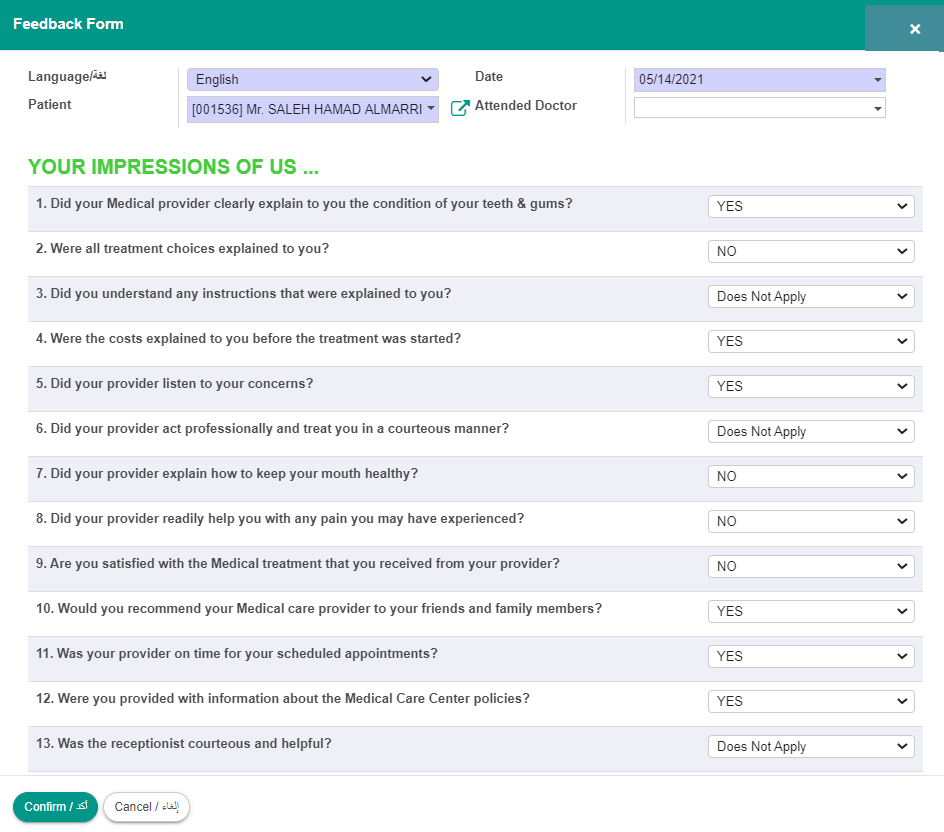 Feedback Form
×
Language/لغة
English
Date
05/14/2021
Patient
[001536] Mr. SALEH HAMAD ALMARRI
Attended Doctor
YOUR IMPRESSIONS OF US ...
1. Did your Medical provider clearly explain to you the condition of your teeth & gums?
YES
2. Were all treatment choices explained to you?
NO
3. Did you understand any instructions that were explained to you?
Does Not Apply
4. Were the costs explained to you before the treatment was started?
YES
5. Did your provider listen to your concerns?
YES
6. Did your provider act professionally and treat you in a courteous manner?
Does Not Apply
7. Did your provider explain how to keep your mouth healthy?
NO
8. Did your provider readily help you with any pain you may have experienced?
NO
9. Are you satisfied with the Medical treatment that you received from your provider?
NO
10. Would you recommend your Medical care provider to your friends and family members?
YES
11. Was your provider on time for your scheduled appointments?
YES
12. Were you provided with information about the Medical Care Center policies?
YES
13. Was the receptionist courteous and helpful?
Does Not Apply
Confirm / أكد
Cancel / إلغاء